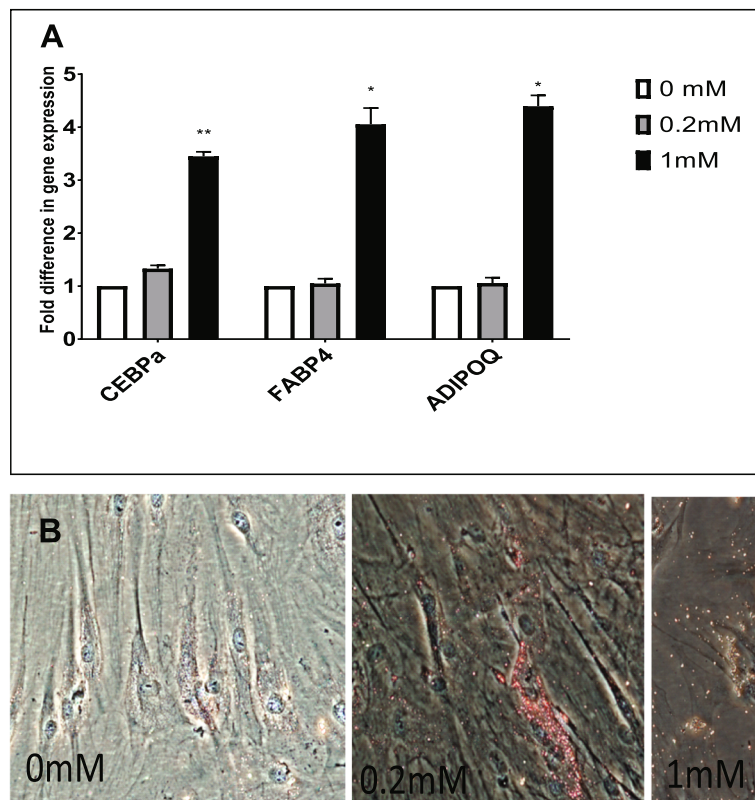 A
Fold difference in gene expression
5
4
3
2
1
0
**
*
*
CEBPa
FABP4
ADIPOQ
0 mM
0.2mM
1mM
B
0mM
0.2mM
1mM